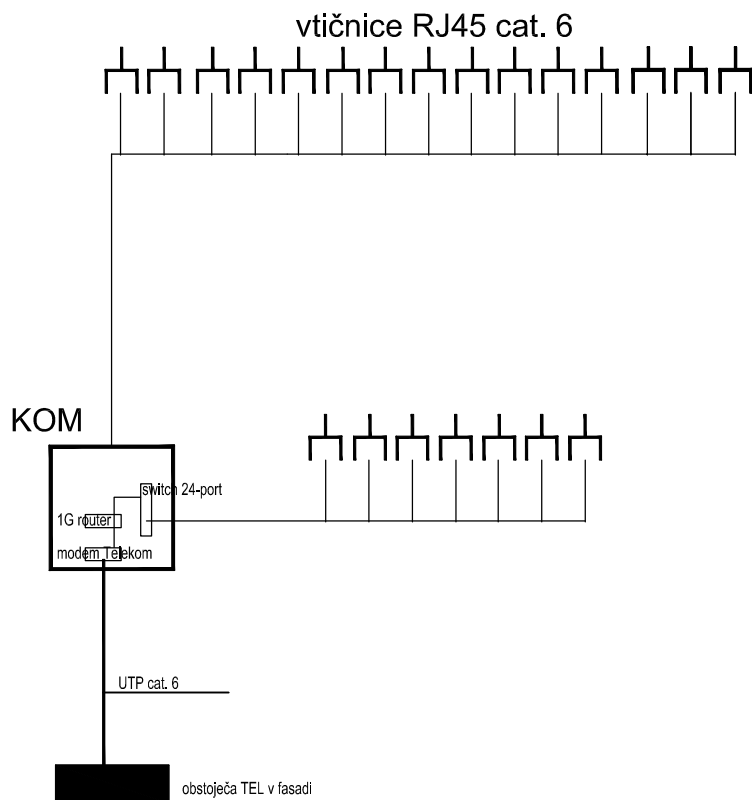 vtičnice RJ45 cat. 6
KOM
switch 24-port
1G router
modem Telekom
UTP cat. 6
obstoječa TEL v fasadi